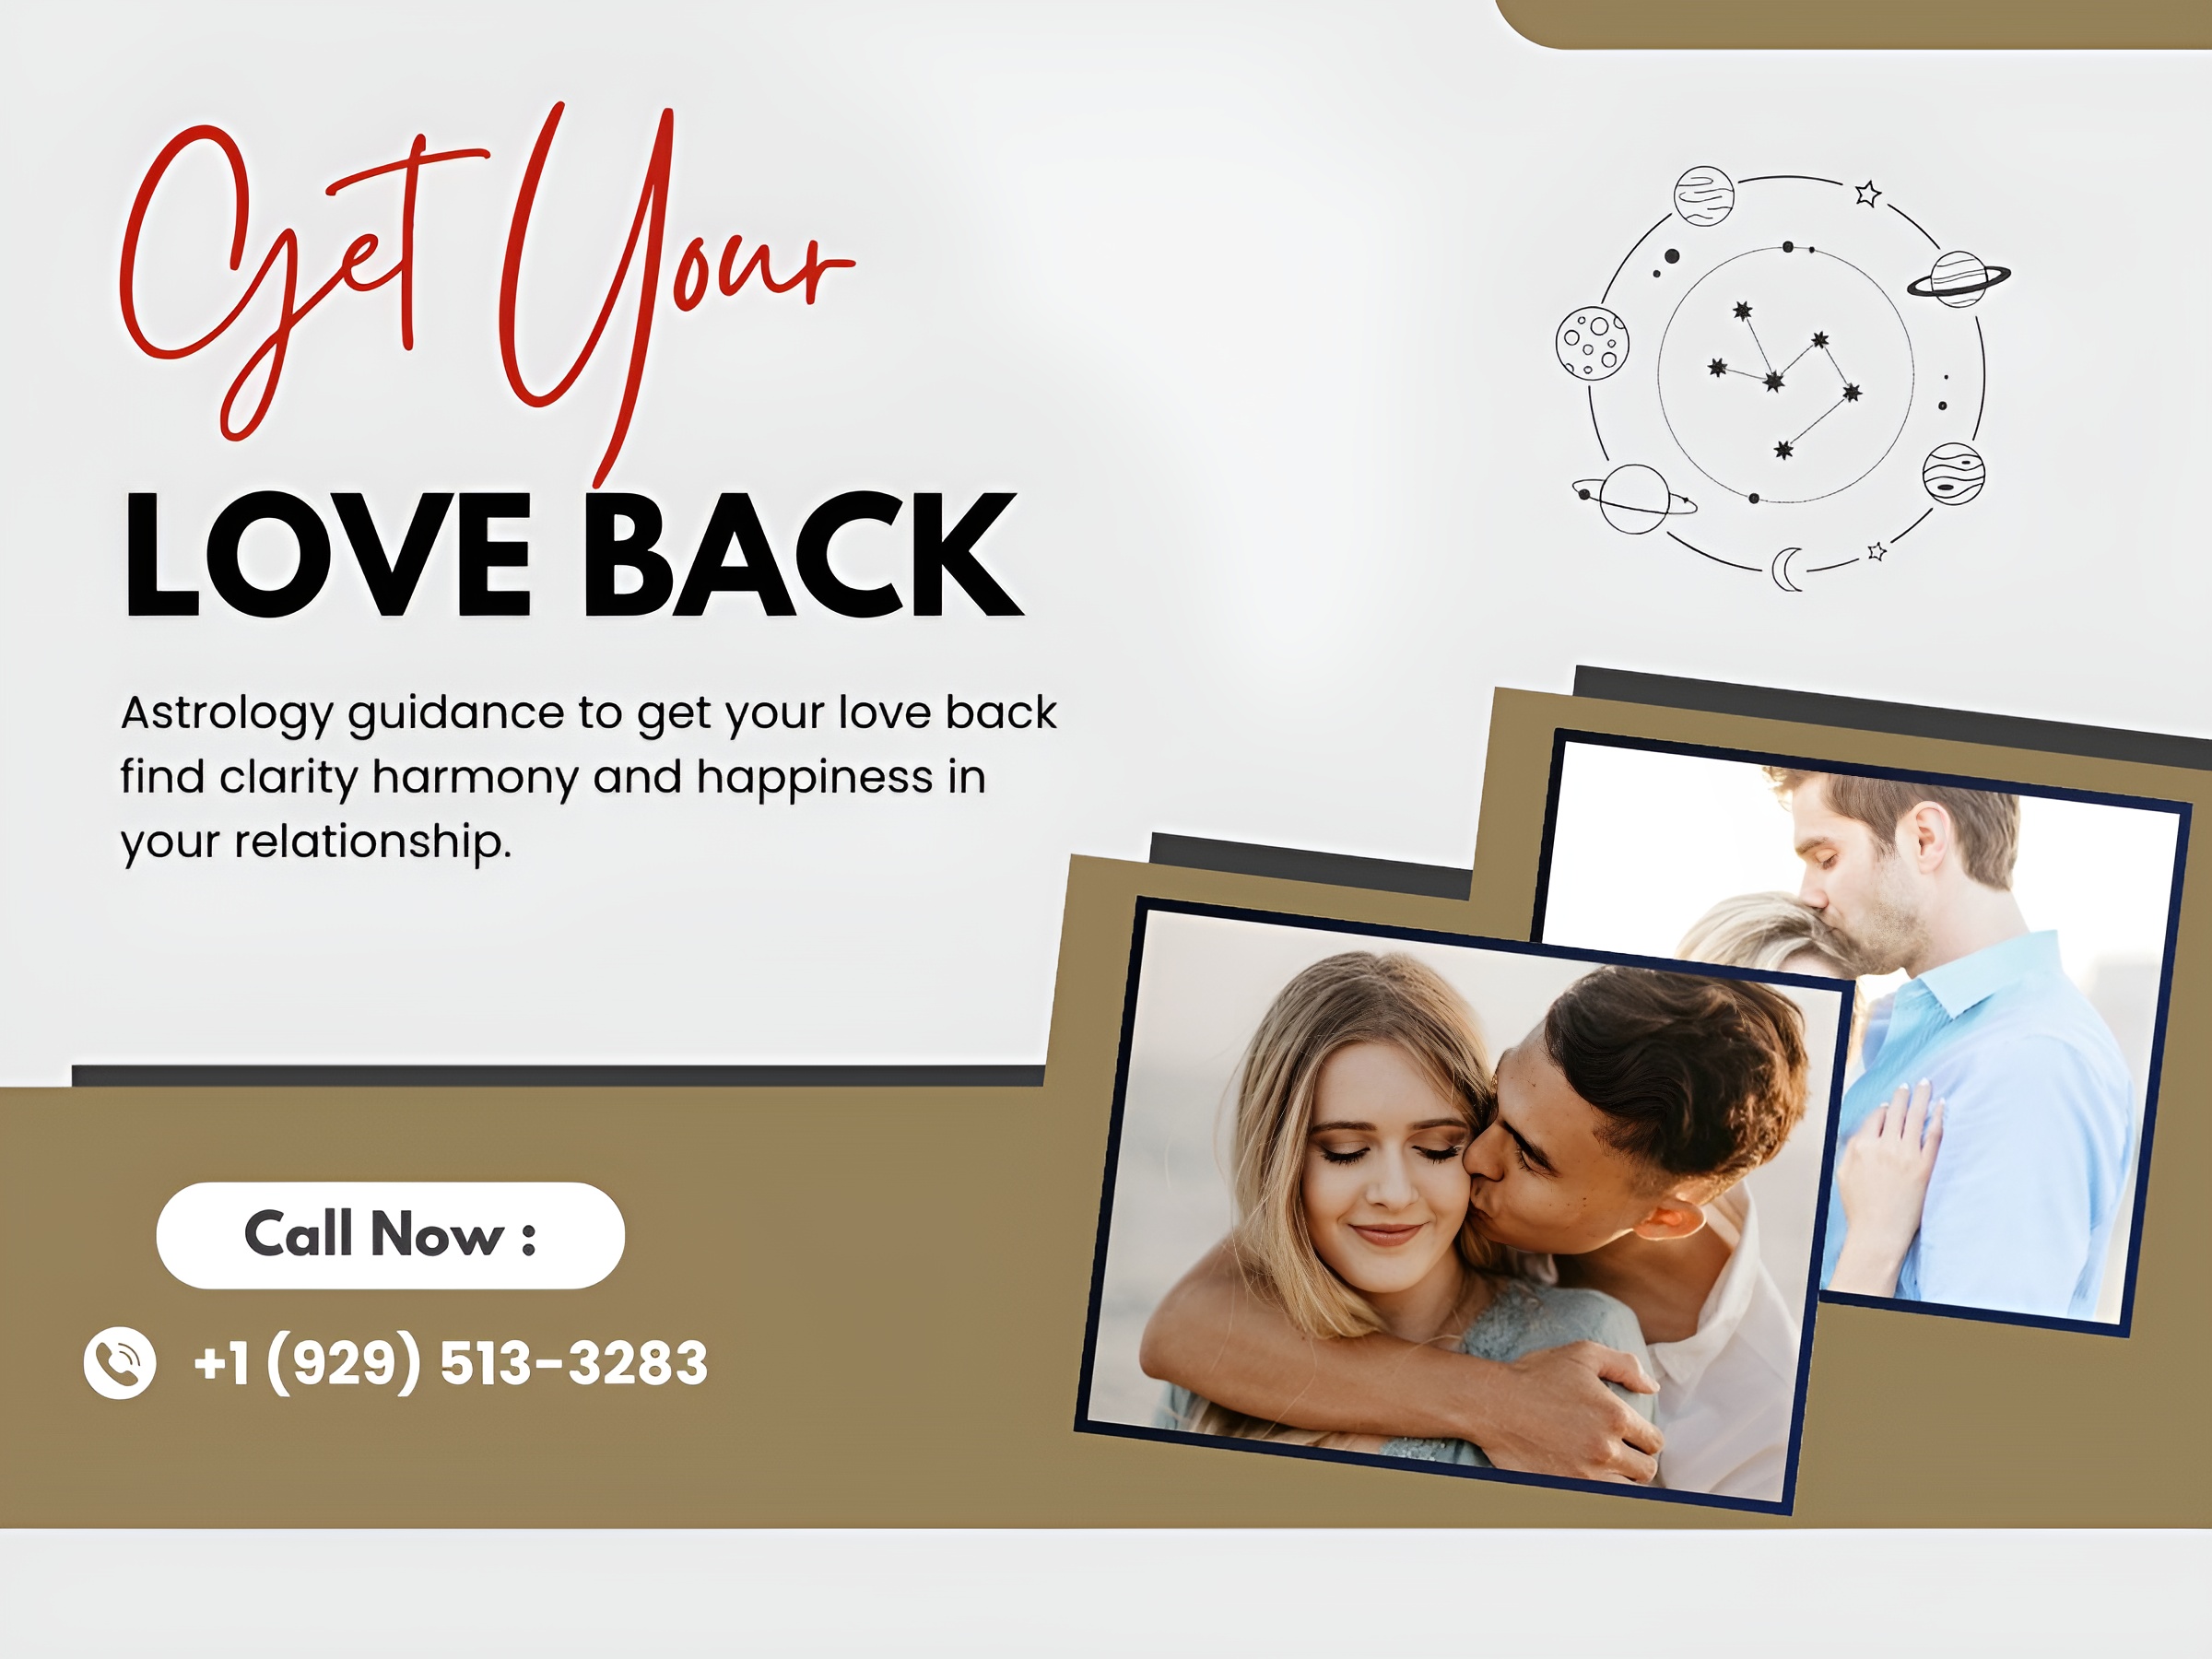 Get Your
LOVE BACK
Astrology guidance to get your love back
find clarity harmony and happiness in
your relationship.
Call Now :
+1 (929) 513-3283